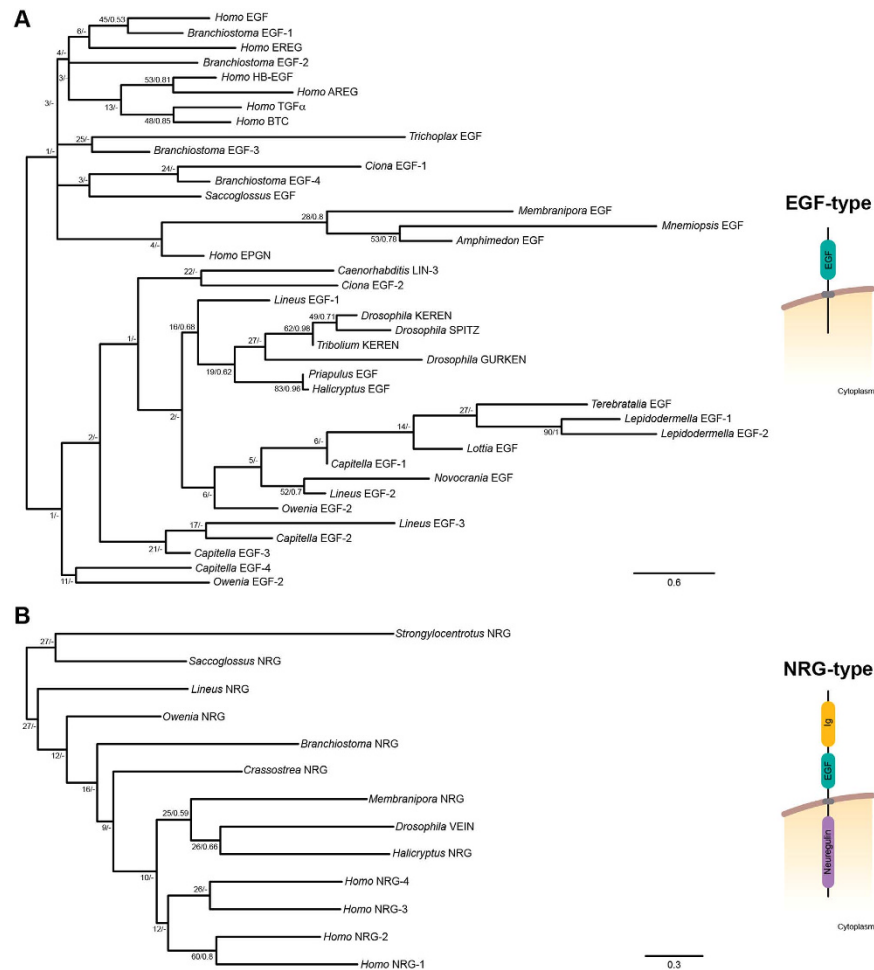 A
45/0.53
Homo EGF
Branchiostoma EGF-1
6/-
Homo EREG
4/-
Branchiostoma EGF-2
3/-
53/0.81
Homo HB-EGF
Homo AREG
13/-
Homo TGFα
48/0.85
Homo BTC
3/-
25/-
Trichoplax EGF
1/-
Branchiostoma EGF-3
24/-
Ciona EGF-1
3/-
Branchiostoma EGF-4
Saccoglossus EGF
28/0.8
Membranipora EGF
Mnemiopsis EGF
53/0.78
Amphimedon EGF
4/-
Homo EPGN
22/-
Caenorhabditis LIN-3
Ciona EGF-2
1/-
16/0.68
Lineus EGF-1
49/0.71
Drosophila KEREN
62/0.98
Drosophila SPITZ
Tribolium KEREN
27/-
Drosophila GURKEN
19/0.62
Priapulus EGF
83/0.96
Halicryptus EGF
2/-
27/-
Terebratalia EGF
14/-
Lepidodermella EGF-1
90/1
Lepidodermella EGF-2
6/-
Lottia EGF
Capitella EGF-1
5/-
Novocrania EGF
52/0.7
Lineus EGF-2
6/-
Owenia EGF-2
2/-
17/-
Lineus EGF-3
Capitella EGF-2
21/-
Capitella EGF-3
1/-
Capitella EGF-4
11/-
Owenia EGF-2
0.6
EGF-type
EGF
Cytoplasm
B
27/-
Strongylocentrotus NRG
Saccoglossus NRG
Lineus NRG
27/-
Owenia NRG
12/-
Branchiostoma NRG
16/-
Crassostrea NRG
9/-
25/0.59
Membranipora NRG
Drosophila VEIN
26/0.66
Halicryptus NRG
10/-
26/-
Homo NRG-4
Homo NRG-3
12/-
Homo NRG-2
60/0.8
Homo NRG-1
0.3
NRG-type
Ig
EGF
Neuregulin
Cytoplasm